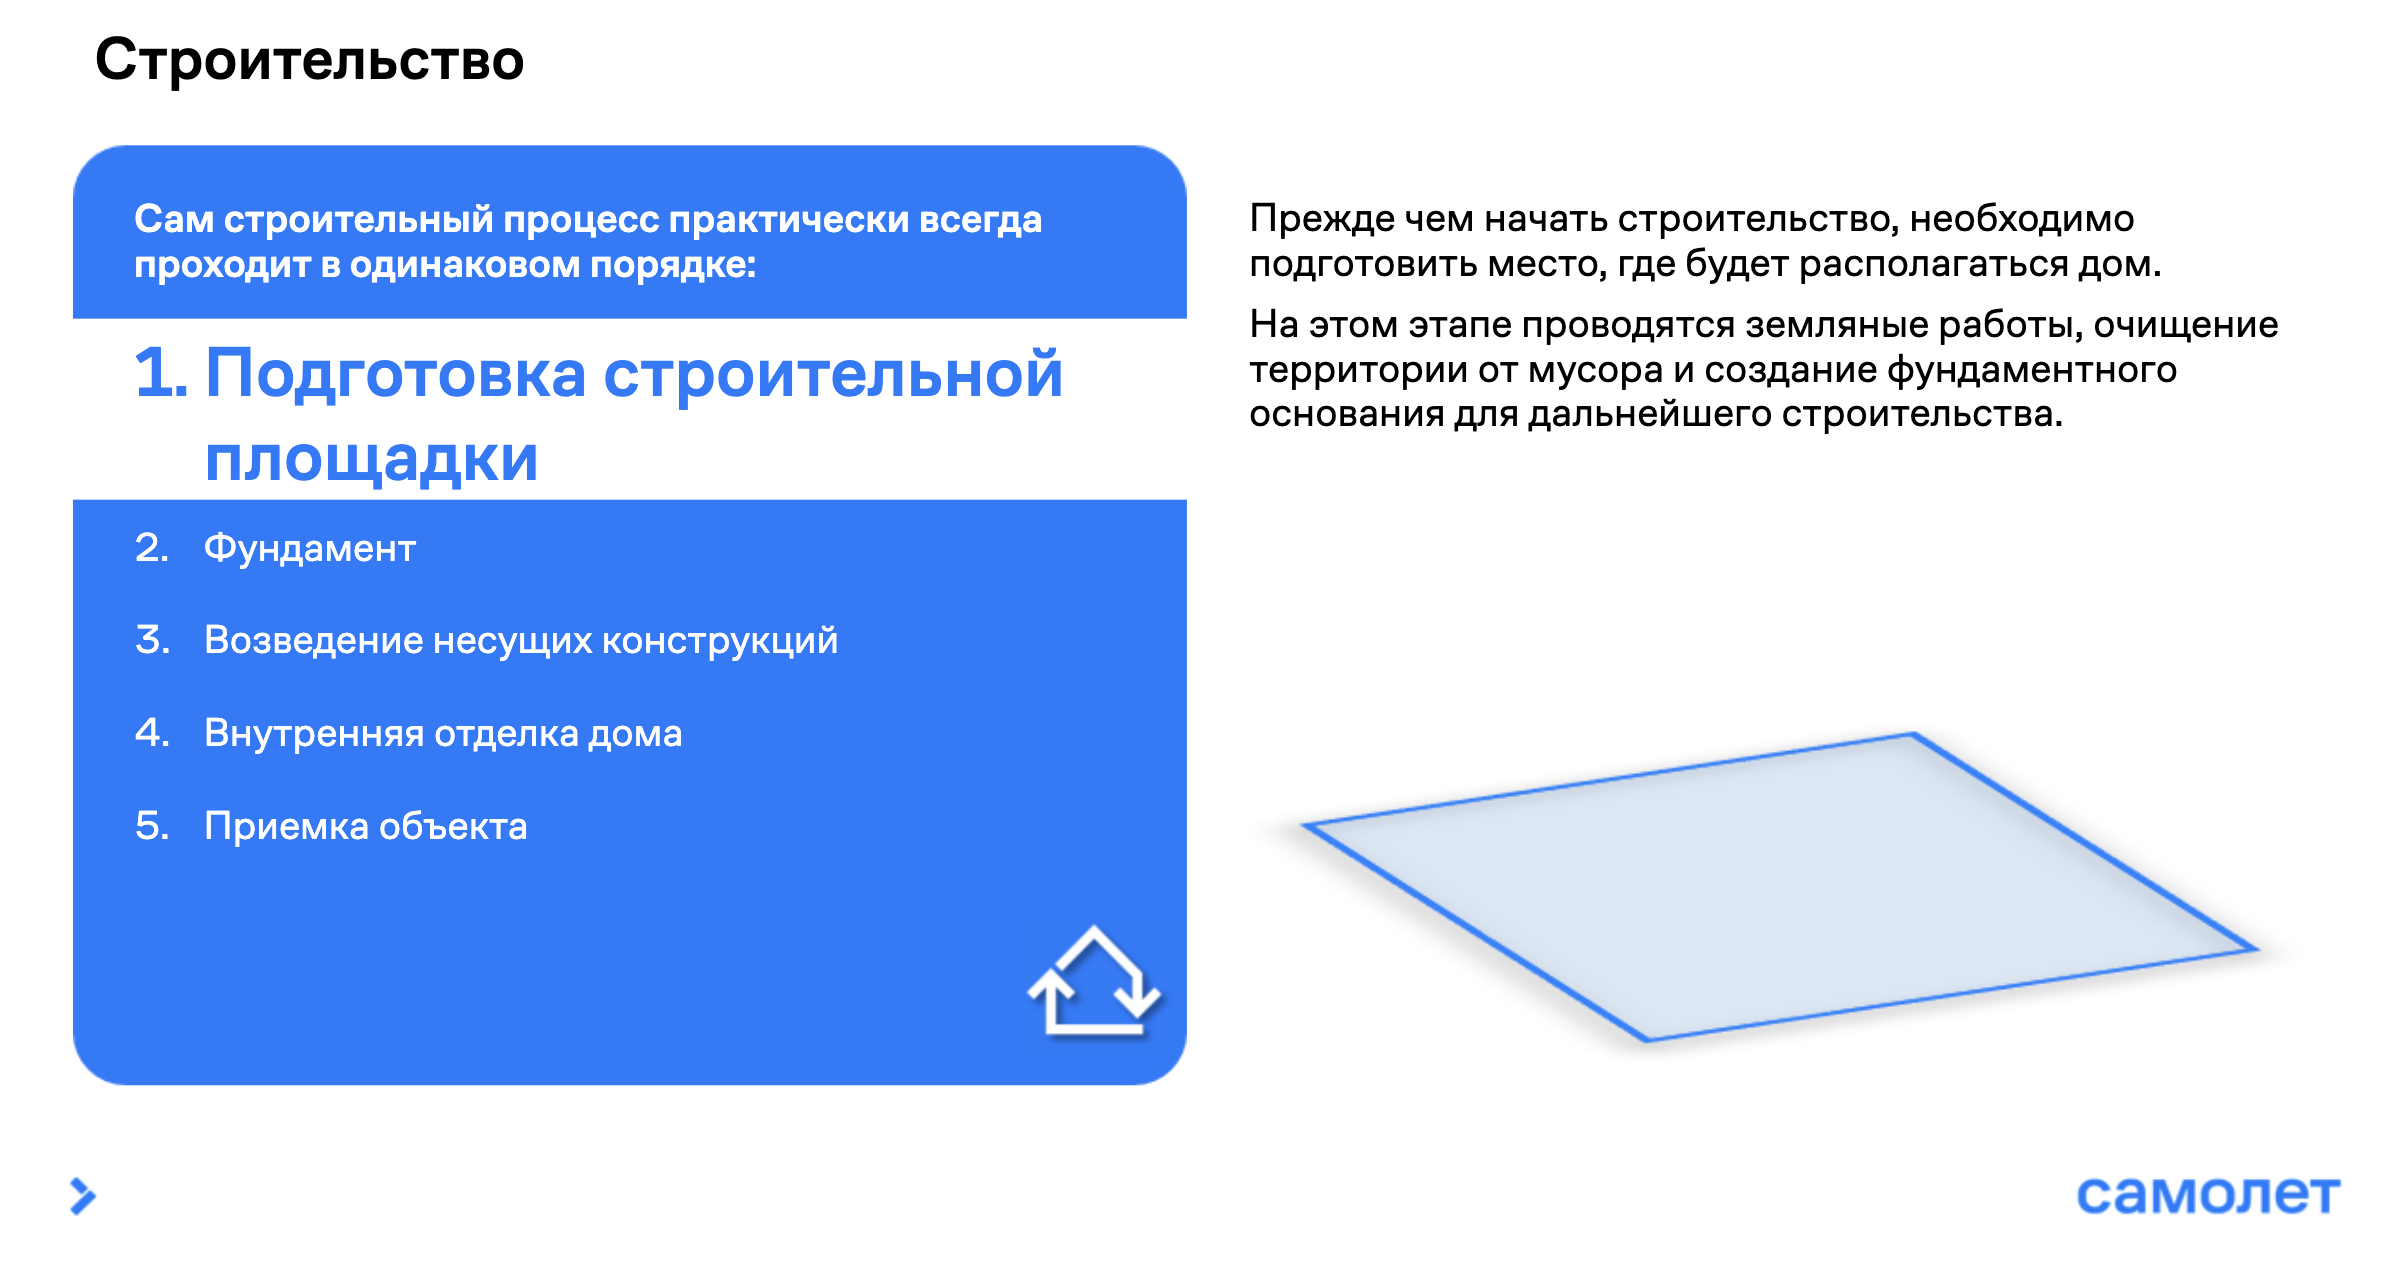 Строительство
Сам строительный процесс практически всегда
проходит в одинаковом порядке:
1. Подготовка строительной
площадки
2. Фундамент
3. Возведение несущих конструкций
4. Внутренняя отделка дома
5. Приемка объекта
Прежде чем начать строительство, необходимо
подготовить место, где будет располагаться дом.
На этом этапе проводятся земляные работы, очищение
территории от мусора и создание фундаментного
основания для дальнейшего строительства.
самолет